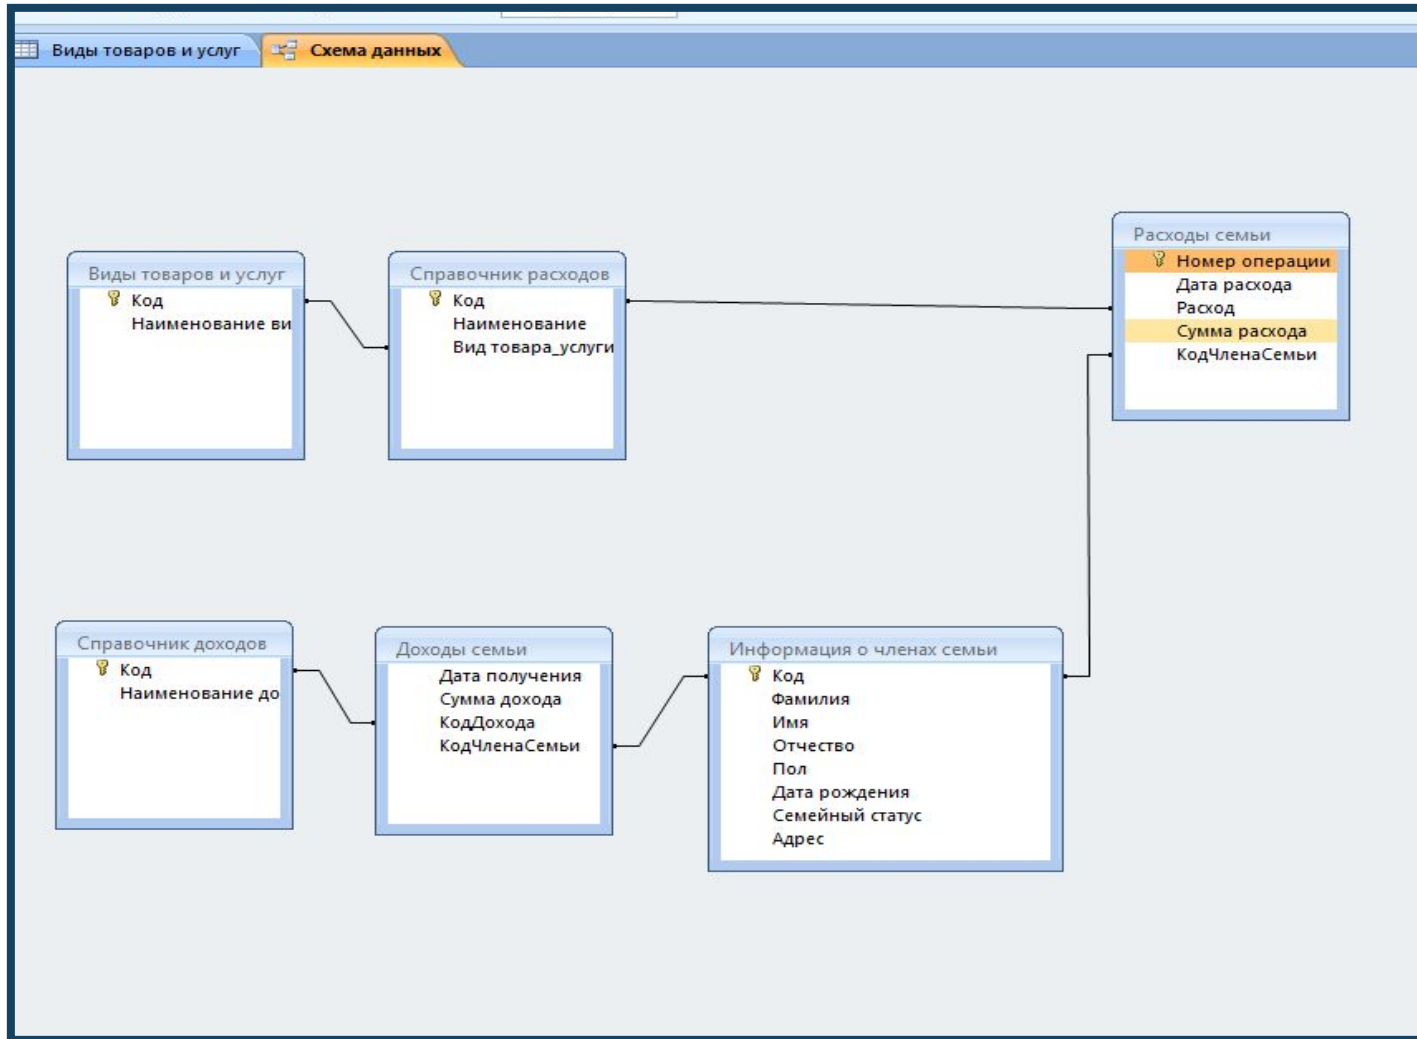 Виды товаров и услуг
Схема данных
Виды товаров и услуг
Код
Наименование ви
Справочник расходов
Код
Наименование
Вид товара_услуги
Расходы семьи
Номер операции
Дата расхода
Расход
Сумма расхода
КодЧленаСемьи
Справочник доходов
Код
Наименование до
Доходы семьи
Дата получения
Сумма дохода
КодДохода
КодЧленаСемьи
Информация о членах семьи
Код
Фамилия
Имя
Отчество
Пол
Дата рождения
Семейный статус
Адрес